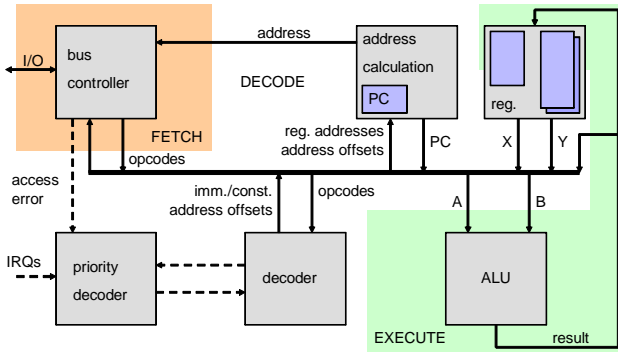 address
I/O
bus
controller
DECODE
address
calculation
PC
reg.
FETCH
reg. addresses
address offsets
PC
X
Y
opcodes
access
error
imm./const.
address offsets
opcodes
A
B
IRQs
priority
decoder
decoder
ALU
EXECUTE
result